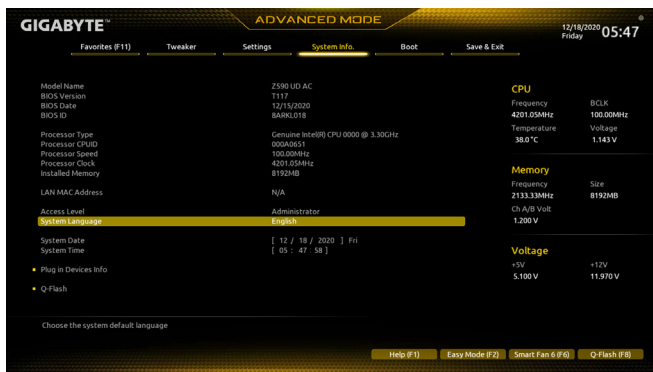 GIGABYTE™
ADVANCED MODE
12/18/2020 Friday 05:47
Favorites (F11) Tweaker Settings System Info. Boot Save & Exit
Model Name Z590 UD AC
BIOS Version T117
BIOS Date 12/15/2020
BIOS ID 8ARKL018
Processor Type Genuine Intel(R) CPU 0000 @ 3.30GHz
Processor CPUID 000A0651
Processor Speed 100.00MHz
Processor Clock 4201.05MHz
Installed Memory 8192MB
LAN MAC Address N/A
Access Level Administrator
System Language English
System Date [ 12 / 18 / 2020 ] Fri
System Time [ 05 : 47 : 58 ]
Plug in Devices Info
Q-Flash
Choose the system default language
CPU
Frequency BCLK
4201.05MHz 100.00MHz
Temperature Voltage
38.0 °C 1.143 V
Memory
Frequency Size
2133.33MHz 8192MB
Ch A/B Volt
1.200 V
Voltage
+5V +12V
5.100 V 11.970 V
Help (F1) Easy Mode (F2) Smart Fan 6 (F6) Q-Flash (F8)